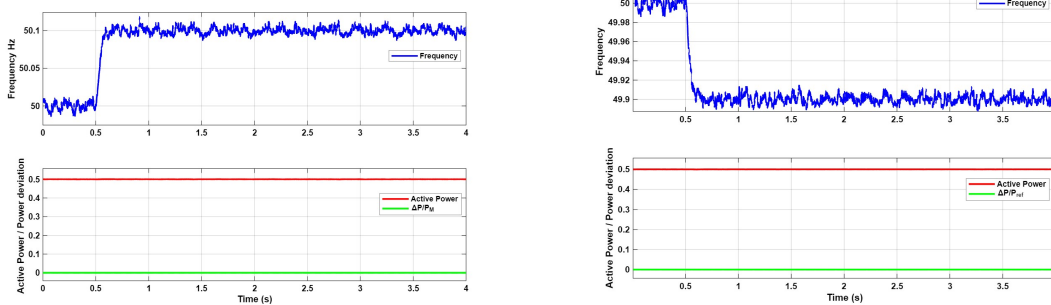 50.1
50.05
50
Frequency Hz
Frequency
0 0.5 1 1.5 2 2.5 3 3.5 4
0.5
0.4
0.3
0.2
0.1
0
Active Power / Power deviation
Active Power
ΔP/P_M
0 0.5 1 1.5 2 2.5 3 3.5 4
Time (s)
50
49.98
49.96
49.94
49.92
49.9
Frequency
Frequency
0.5 1 1.5 2 2.5 3 3.5
0.5
0.4
0.3
0.2
0.1
0
Active Power / Power deviation
Active Power
ΔP/P_ref
0.5 1 1.5 2 2.5 3 3.5
Time (s)